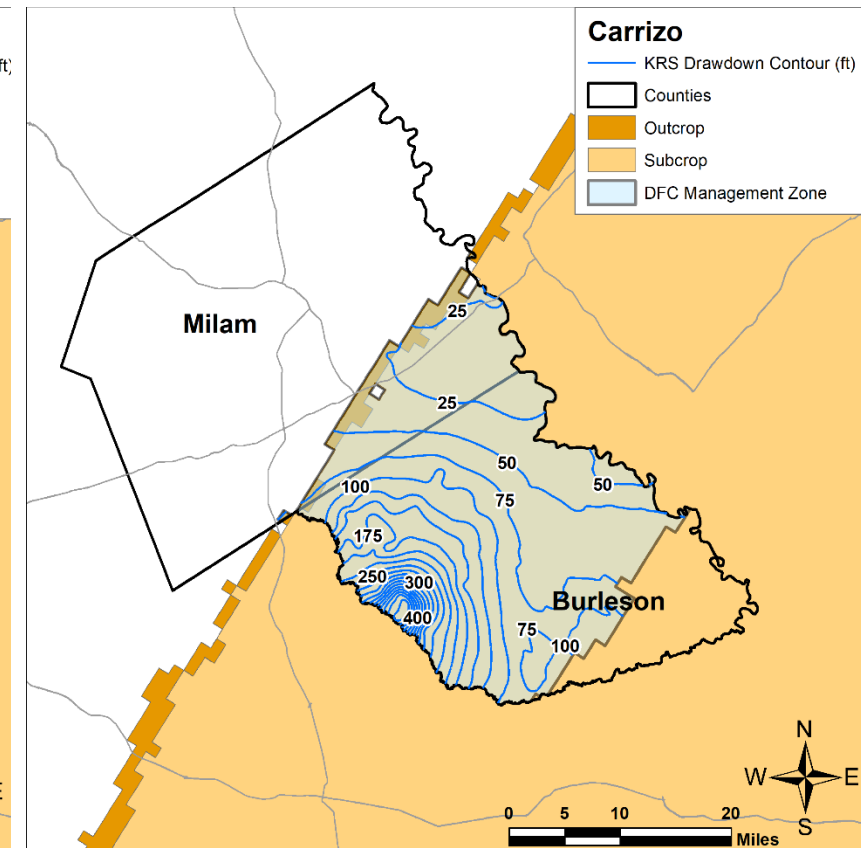 ft)
Carrizo
KRS Drawdown Contour (ft)
Counties
Outcrop
Subcrop
DFC Management Zone
25
Milam
25
50
100
75
50
175
250
300
Burleson
400
75
100
N
W
E
S
E
0
5
10
20
Miles